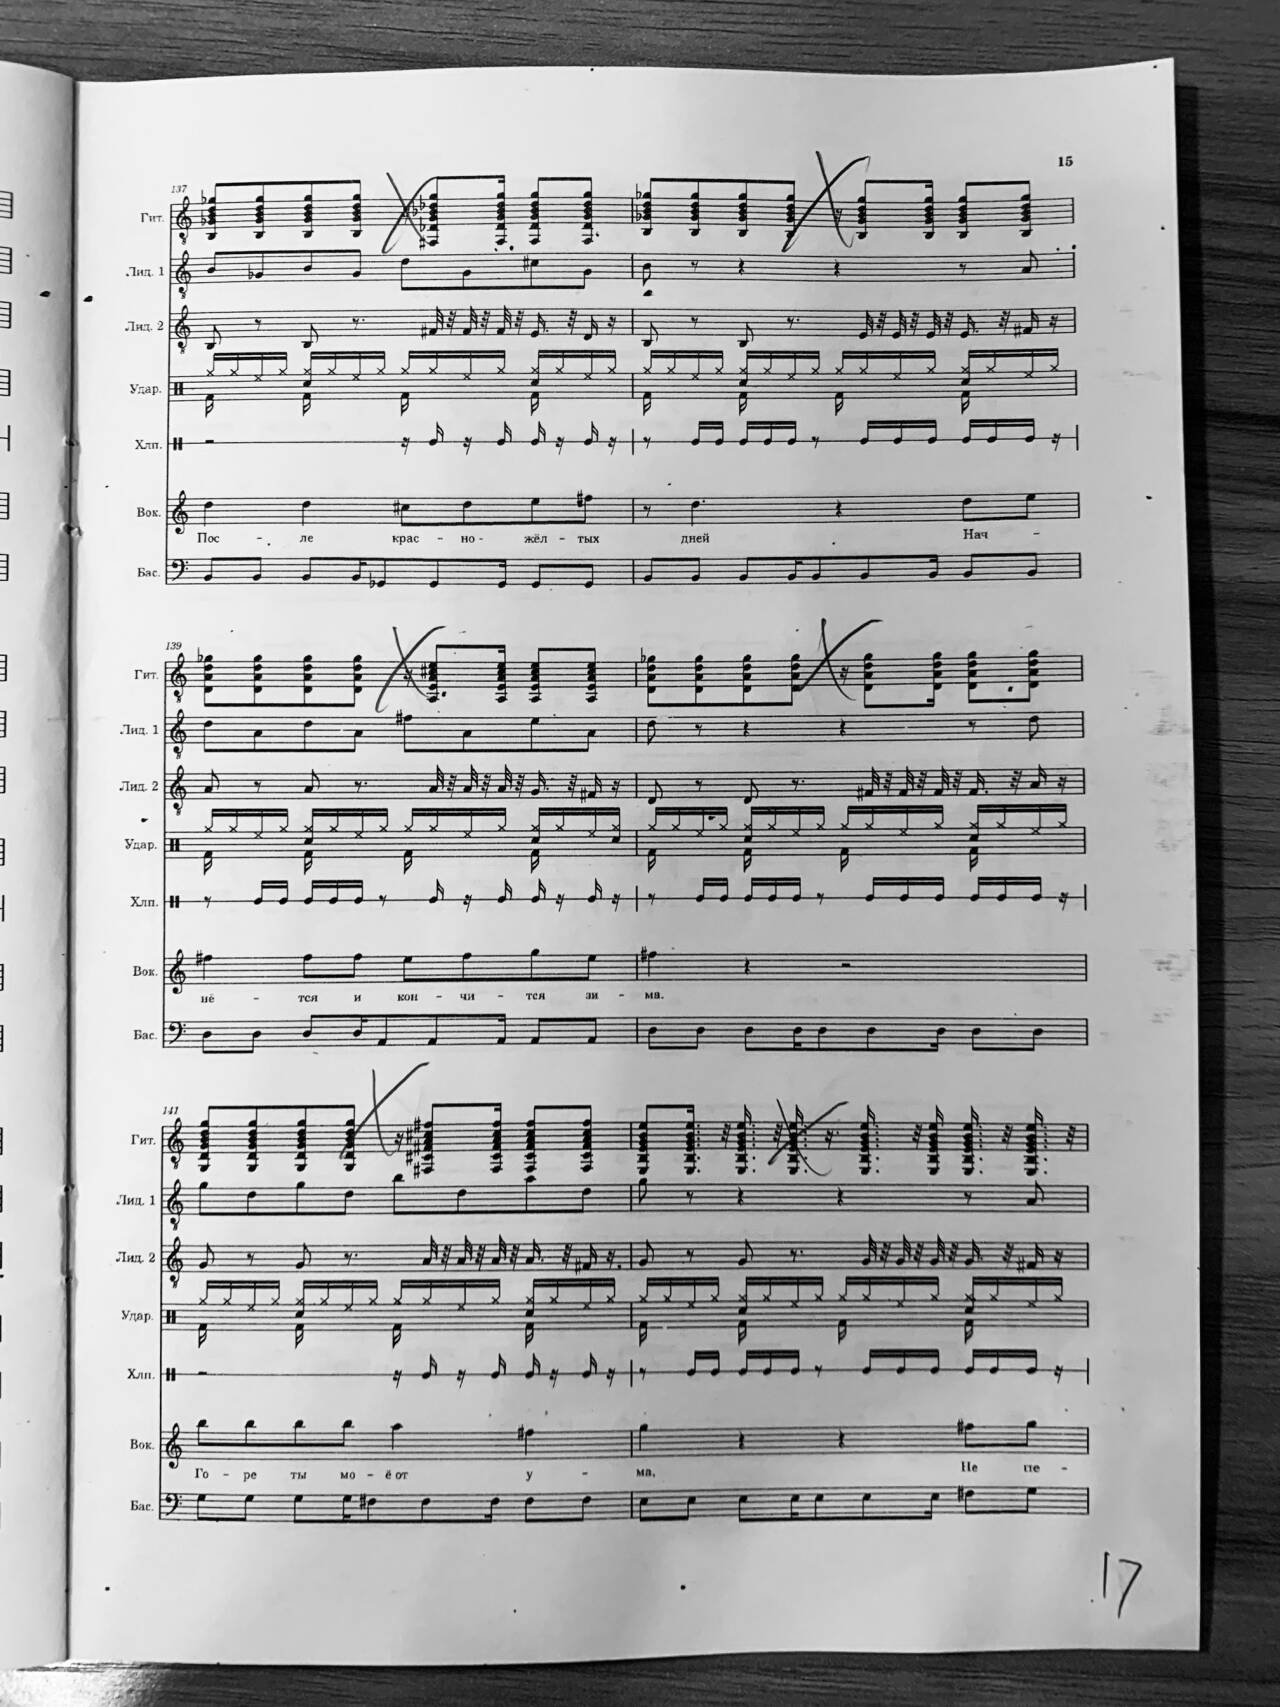 15
137
Гит.
Лид. 1
Лид. 2
Удар.
Хлп.
Вок.
Пос - ле крас - но - жёл - тых дней Нач -
Бас.
139
Гит.
Лид. 1
Лид. 2
Удар.
Хлп.
Вок.
нё - тся и кон - чи - тся зи - ма.
Бас.
141
Гит.
Лид. 1
Лид. 2
Удар.
Хлп.
Вок.
Го - ре ты мо - ё от у - ма, Не пе -
Бас.
17